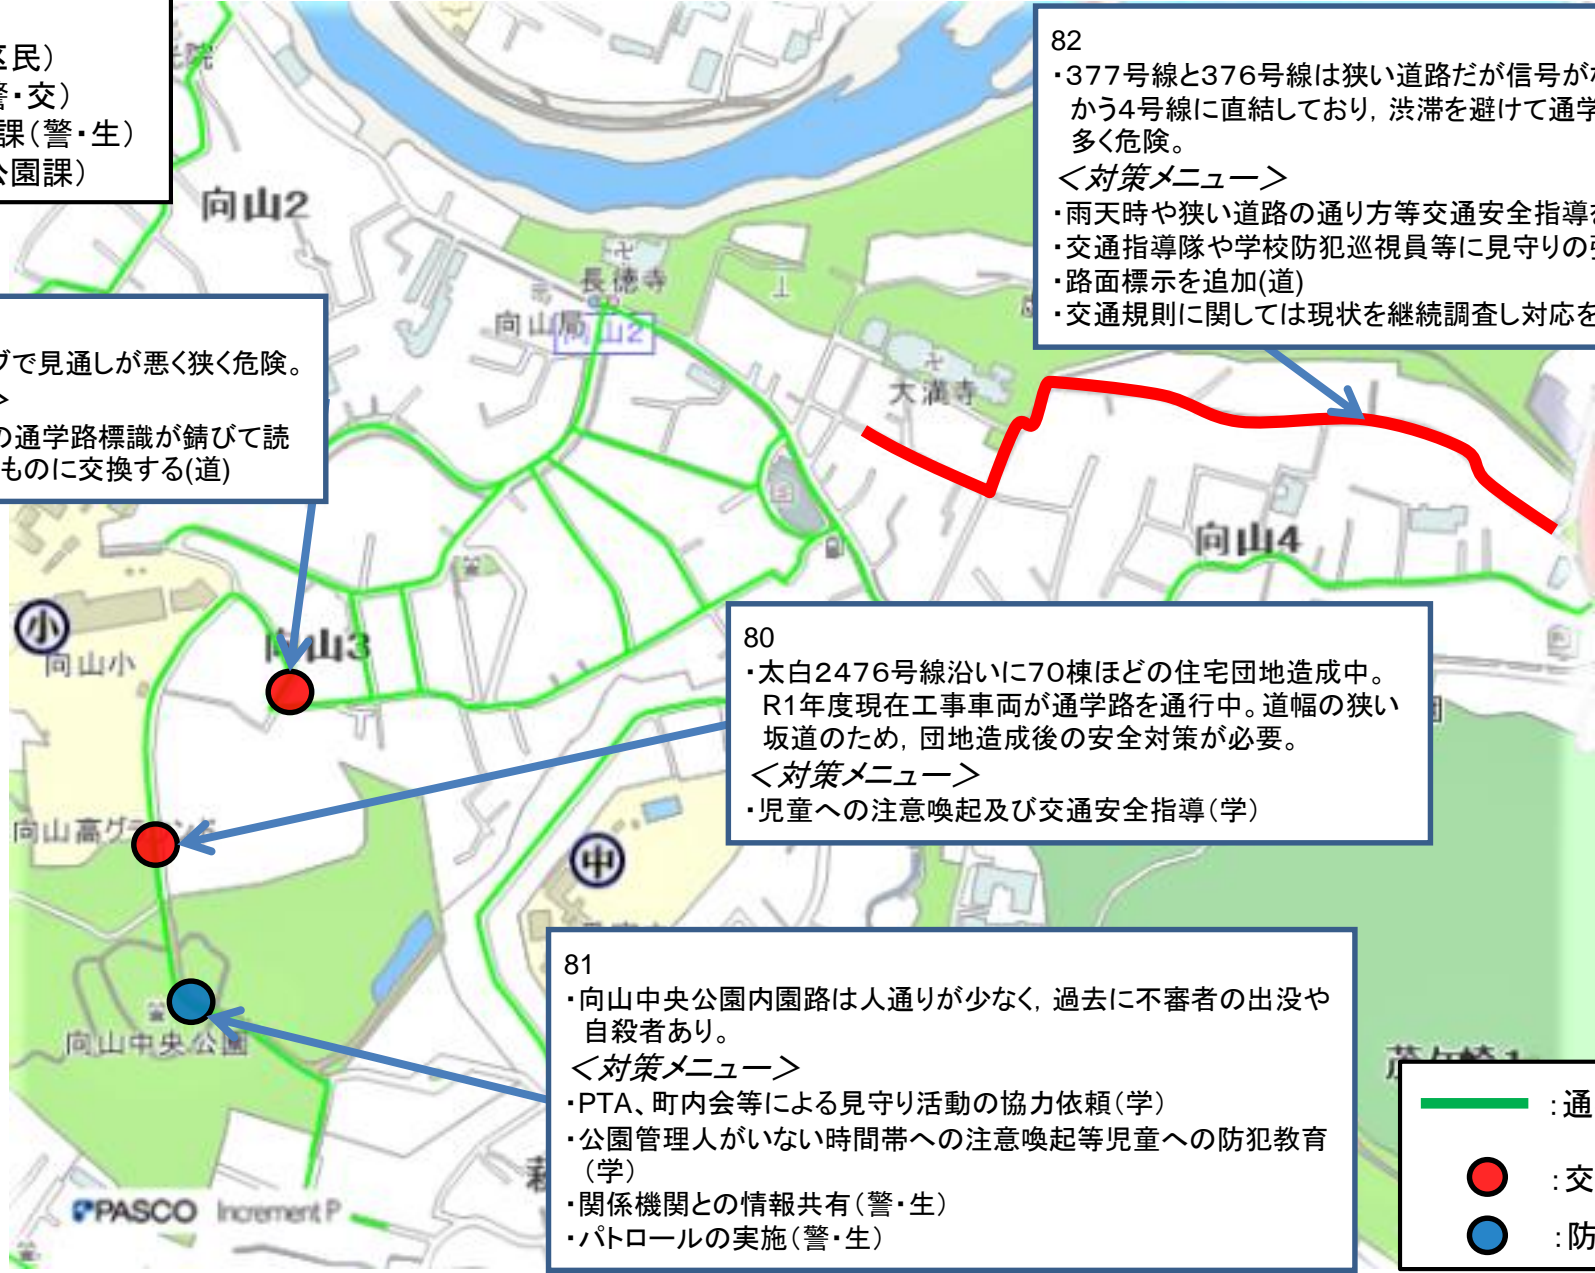 区民）
警・交）
課（警・生）
公園課）
向山2
82
・377号線と376号線は狭い道路だが信号が
かう4号線に直結しており，渋滞を避けて通学
多く危険。
＜対策メニュー＞
・雨天時や狭い道路の通り方等交通安全指導
・交通指導隊や学校防犯巡視員等に見守りの
・路面標示を追加(道)
・交通規則に関しては現状を継続調査し対応を
長徳寺
向山局
向山2
大満寺
ブで見通しが悪く狭く危険。
＞
の通学路標識が錆びて読
ものに交換する(道)
向山4
小
向山小
向山3
80
・太白2476号線沿いに70棟ほどの住宅団地造成中。
R1年度現在工事車両が通学路を通行中。道幅の狭い
坂道のため，団地造成後の安全対策が必要。
＜対策メニュー＞
・児童への注意喚起及び交通安全指導（学）
向山高グランド
中
81
・向山中央公園内園路は人通りが少なく，過去に不審者の出没や
自殺者あり。
＜対策メニュー＞
・PTA、町内会等による見守り活動の協力依頼（学）
・公園管理人がいない時間帯への注意喚起等児童への防犯教育
（学）
・関係機関との情報共有（警・生）
・パトロールの実施（警・生）
向山中央公園
：通
：交
：防
PASCO Increment P